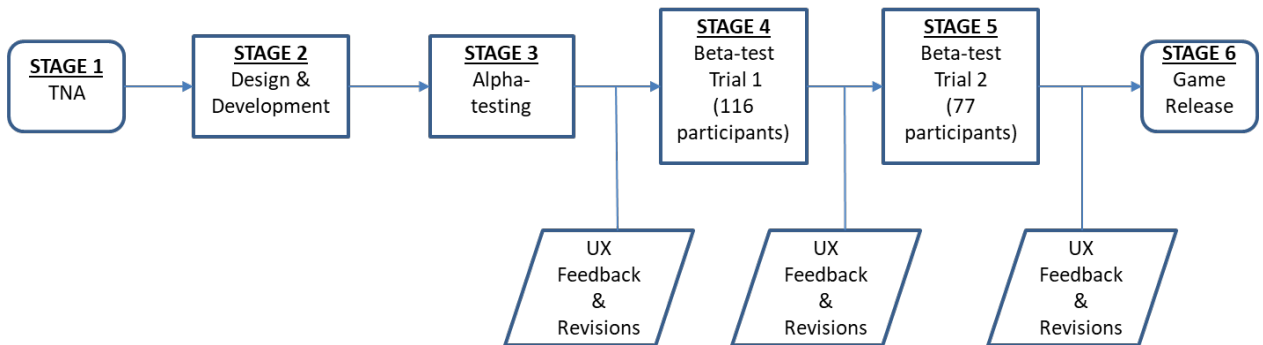 STAGE 1
TNA
STAGE 2
Design &
Development
STAGE 3
Alpha-
testing
STAGE 4
Beta-test
Trial 1
(116
participants)
STAGE 5
Beta-test
Trial 2
(77
participants)
STAGE 6
Game
Release
UX
Feedback
&
Revisions
UX
Feedback
&
Revisions
UX
Feedback
&
Revisions